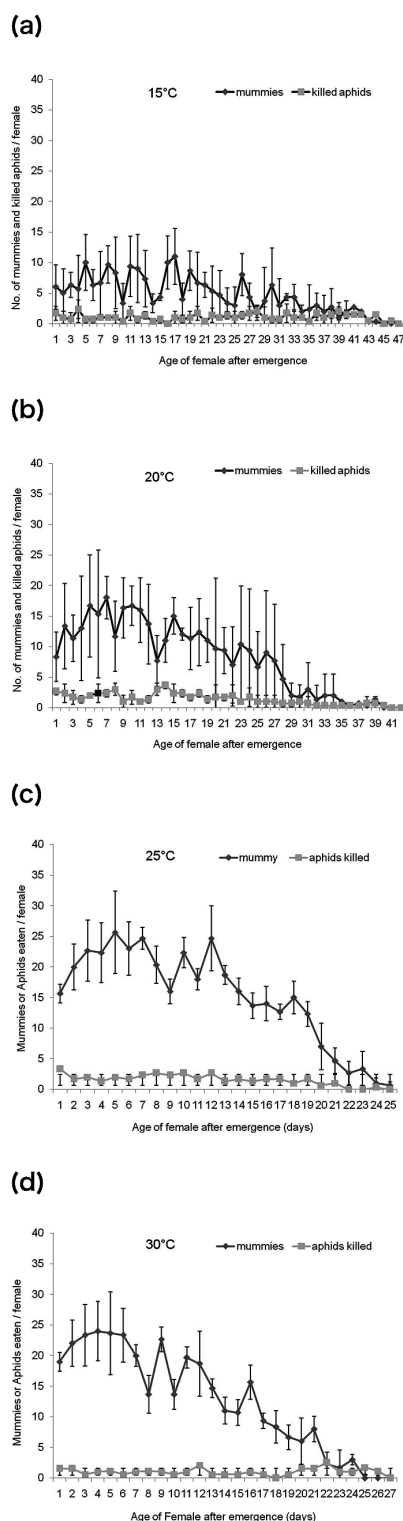 (a)
15°C
mummies killed aphids
No. of mummies and killed aphids / female
40
35
30
25
20
15
10
5
0
1 3 5 7 9 11 13 15 17 19 21 23 25 27 29 31 33 35 37 39 41 43 45 47
Age of female after emergence
(b)
20°C
mummies killed aphids
No. of mummies and killed aphids / female
40
35
30
25
20
15
10
5
0
1 3 5 7 9 11 13 15 17 19 21 23 25 27 29 31 33 35 37 39 41
Age of female after emergence
(c)
25°C
mummy aphids killed
Mummies or Aphids eaten / female
40
35
30
25
20
15
10
5
0
1 2 3 4 5 6 7 8 9 10 11 12 13 14 15 16 17 18 19 20 21 22 23 24 25
Age of female after emergence (days)
(d)
30°C
mummies aphids killed
Mummies or Aphids eaten / female
40
35
30
25
20
15
10
5
0
1 2 3 4 5 6 7 8 9 10 11 12 13 14 15 16 17 18 19 20 21 22 23 24 25 26 27
Age of Female after emergence (days)